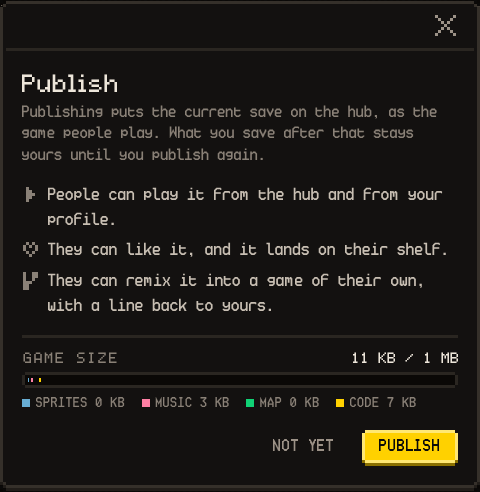 Publish
Publishing puts the current save on the hub, as the
game people play. What you save after that stays
yours until you publish again.
People can play it from the hub and from your
profile.
They can like it, and it lands on their shelf.
They can remix it into a game of their own,
with a line back to yours.
GAME SIZE 11 KB / 1 MB
SPRITES 0 KB MUSIC 3 KB MAP 0 KB CODE 7 KB
NOT YET PUBLISH